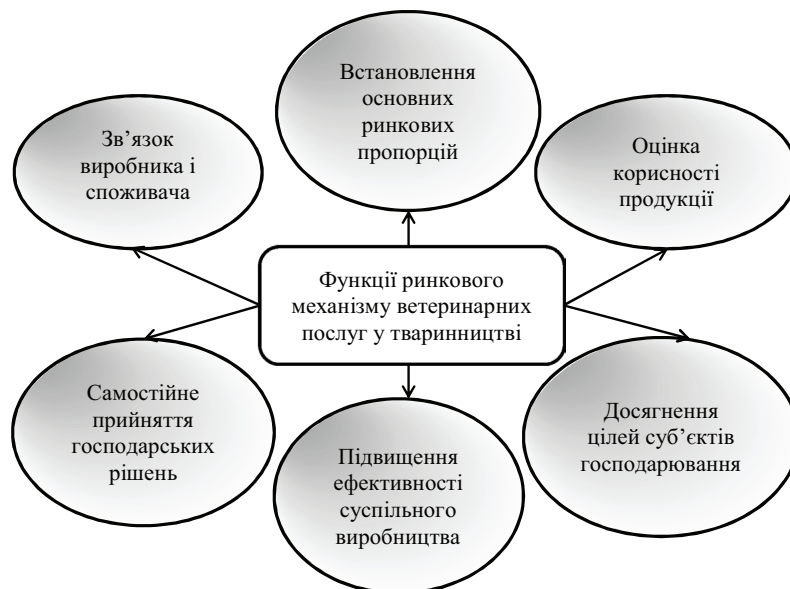 Встановлення
основних
ринкових
пропорцій
Зв’язок
виробника і
споживача
Оцінка
корисності
продукції
Функції ринкового
механізму ветеринарних
послуг у тваринництві
Самостійне
прийняття
господарських
рішень
Підвищення
ефективності
суспільного
виробництва
Досягнення
цілей суб’єктів
господарювання